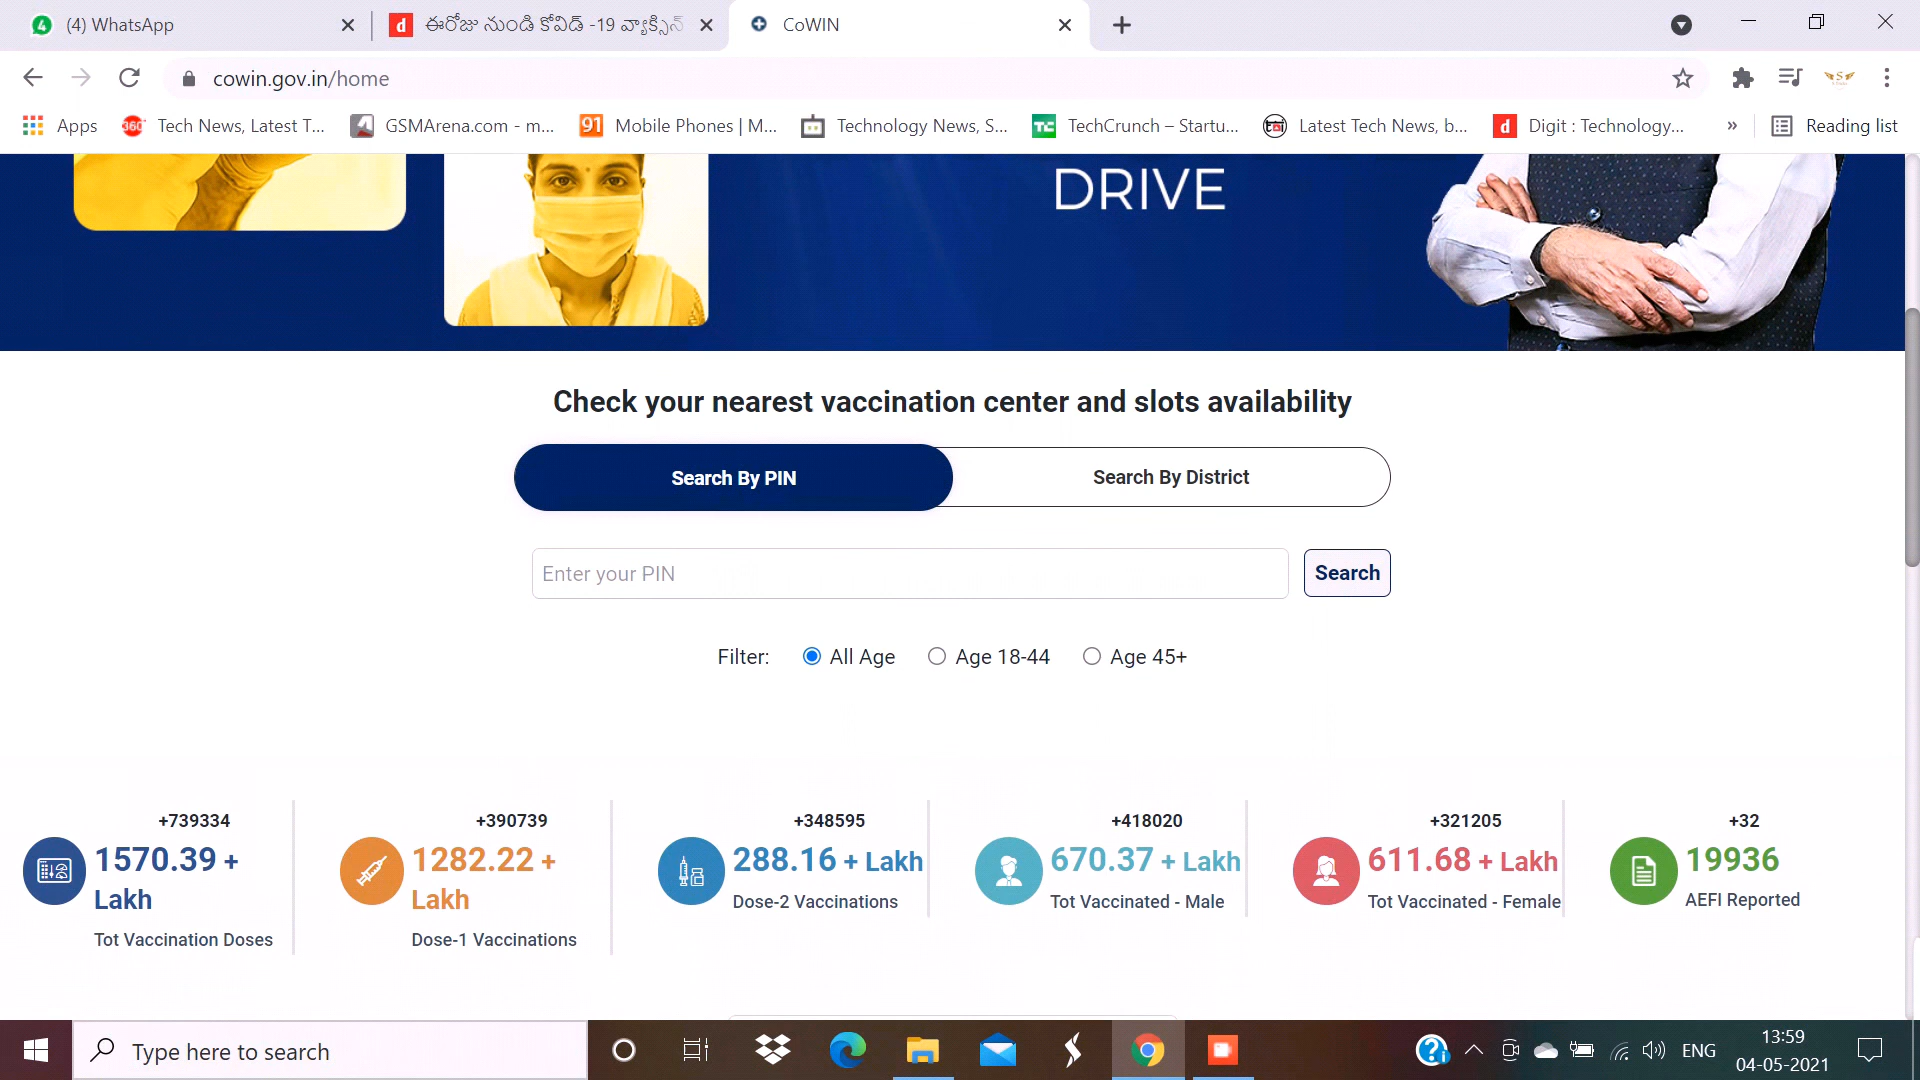 (4) WhatsApp
ఈరోజు నుండి కోవిడ్ -19 వ్యాక్సిన్
CoWIN
cowin.gov.in/home
Apps
Tech News, Latest T...
GSMArena.com - m...
91
Mobile Phones | M...
Technology News, S...
TechCrunch – Startu...
Latest Tech News, b...
Digit : Technology...
»
Reading list
DRIVE
Check your nearest vaccination center and slots availability
Search By PIN
Search By District
Enter your PIN
Search
Filter:
All Age
Age 18-44
Age 45+
+739334
1570.39 +
Lakh
Tot Vaccination Doses
+390739
1282.22 +
Lakh
Dose-1 Vaccinations
+348595
288.16 + Lakh
Dose-2 Vaccinations
+418020
670.37 + Lakh
Tot Vaccinated - Male
+321205
611.68 + Lakh
Tot Vaccinated - Female
+32
19936
AEFI Reported
Type here to search
ENG
13:59
04-05-2021